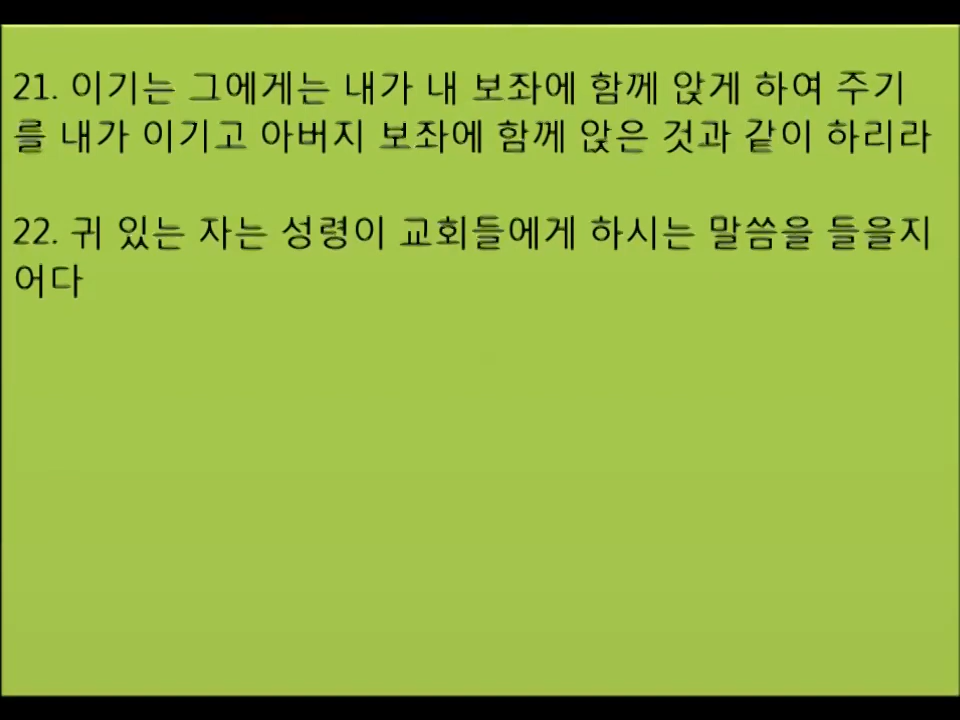 21. 이기는 그에게는 내가 내 보좌에 함께 앉게 하여 주기
를 내가 이기고 아버지 보좌에 함께 앉은 것과 같이 하리라
22. 귀 있는 자는 성령이 교회들에게 하시는 말씀을 들을지
어다